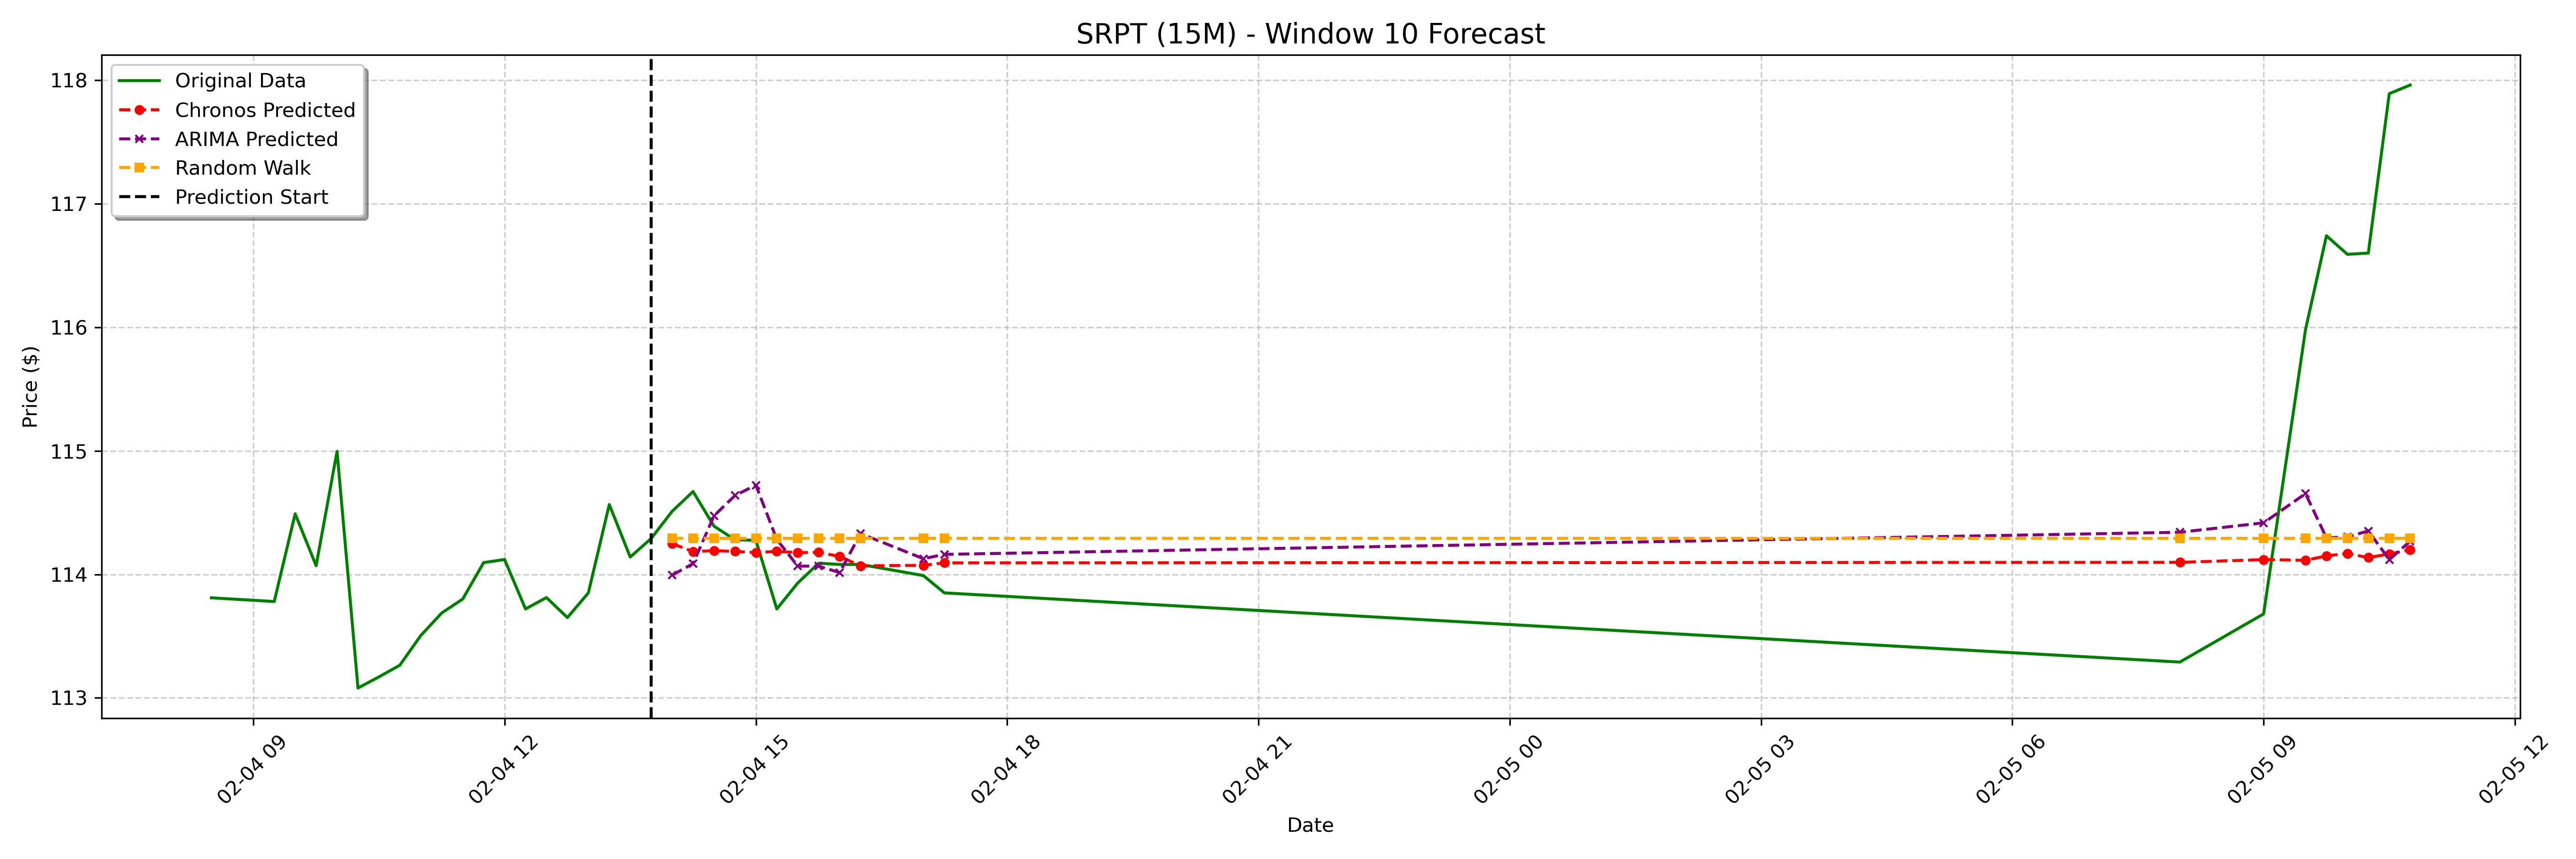 SRPT (15M) - Window 10 Forecast
Original Data
Chronos Predicted
ARIMA Predicted
Random Walk
Prediction Start
Price ($)
118
117
116
115
114
113
02-04 09
02-04 12
02-04 15
02-04 18
02-04 21
02-05 00
02-05 03
02-05 06
02-05 09
02-05 12
Date